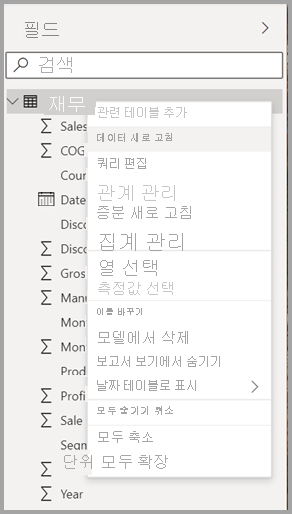 필드
검색
재무
관련 테이블 추가
Sales
데이터 새로 고침
COG
쿼리 편집
Coun
관계 관리
Date
증분 새로 고침
Disco
집계 관리
Disco
열 선택
Gross
측정값 선택
Manu
이름 바꾸기
Mon
모델에서 삭제
Mon
보고서 보기에서 숨기기
Prod
날짜 테이블로 표시
Profi
모두 숨기기 취소
Sale
모두 축소
Segn
단위 모두 확장
Year